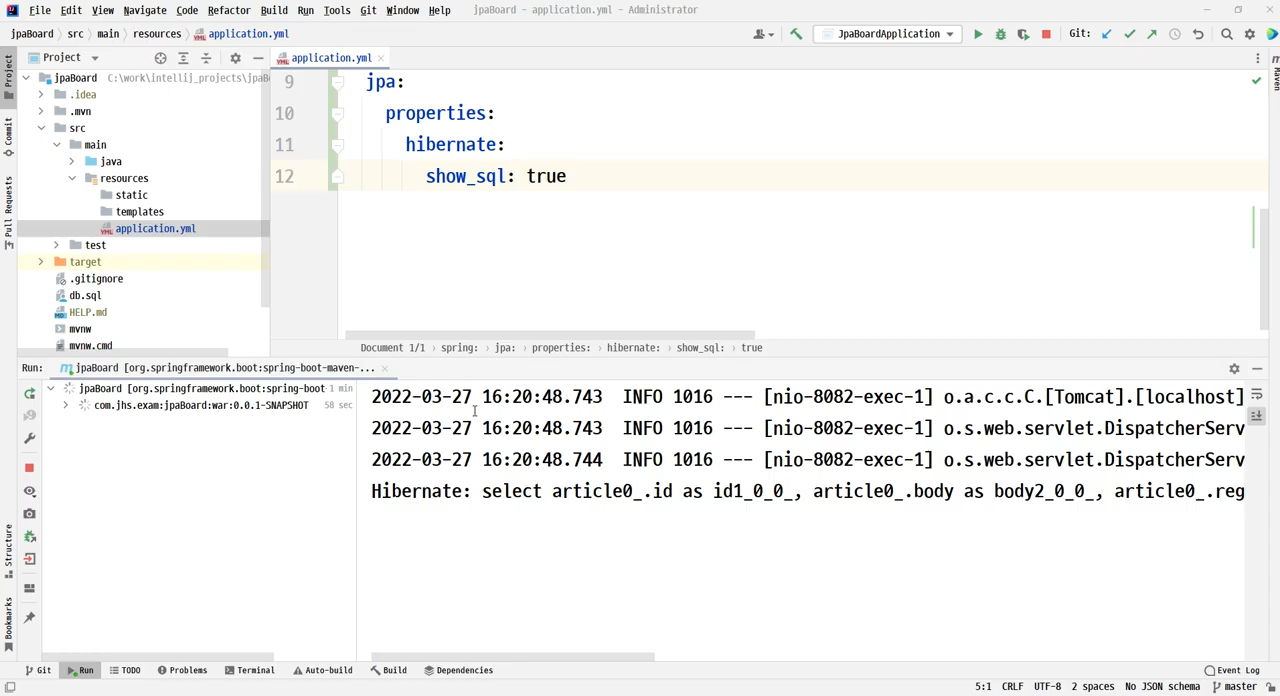 File Edit View Navigate Code Refactor Build Run Tools Git Window Help jpaBoard - application.yml - Administrator
jpaBoard src main resources application.yml JpaBoardApplication Git:
Project application.yml
jpaBoard C:\work\intellij_projects\jpaB
.idea
.mvn
src
main
java
resources
static
templates
application.yml
test
target
.gitignore
db.sql
HELP.md
mvnw
mvnw.cmd
9 jpa:
10 properties:
11 hibernate:
12 show_sql: true
Document 1/1 spring: jpa: properties: hibernate: show_sql: true
Project
Commit
Pull Requests
Structure
Bookmarks
Maven
Run: jpaBoard [org.springframework.boot:spring-boot-maven-...
jpaBoard [org.springframework.boot:spring-boot 1 min
com.jhs.exam:jpaBoard:war:0.0.1-SNAPSHOT 58 sec
2022-03-27 16:20:48.743 INFO 1016 --- [nio-8082-exec-1] o.a.c.c.C.[Tomcat].[localhost]
2022-03-27 16:20:48.743 INFO 1016 --- [nio-8082-exec-1] o.s.web.servlet.DispatcherServ
2022-03-27 16:20:48.744 INFO 1016 --- [nio-8082-exec-1] o.s.web.servlet.DispatcherServ
Hibernate: select article0_.id as id1_0_0_, article0_.body as body2_0_0_, article0_.reg
Git Run TODO Problems Terminal Auto-build Build Dependencies Event Log
5:1 CRLF UTF-8 2 spaces No JSON schema master